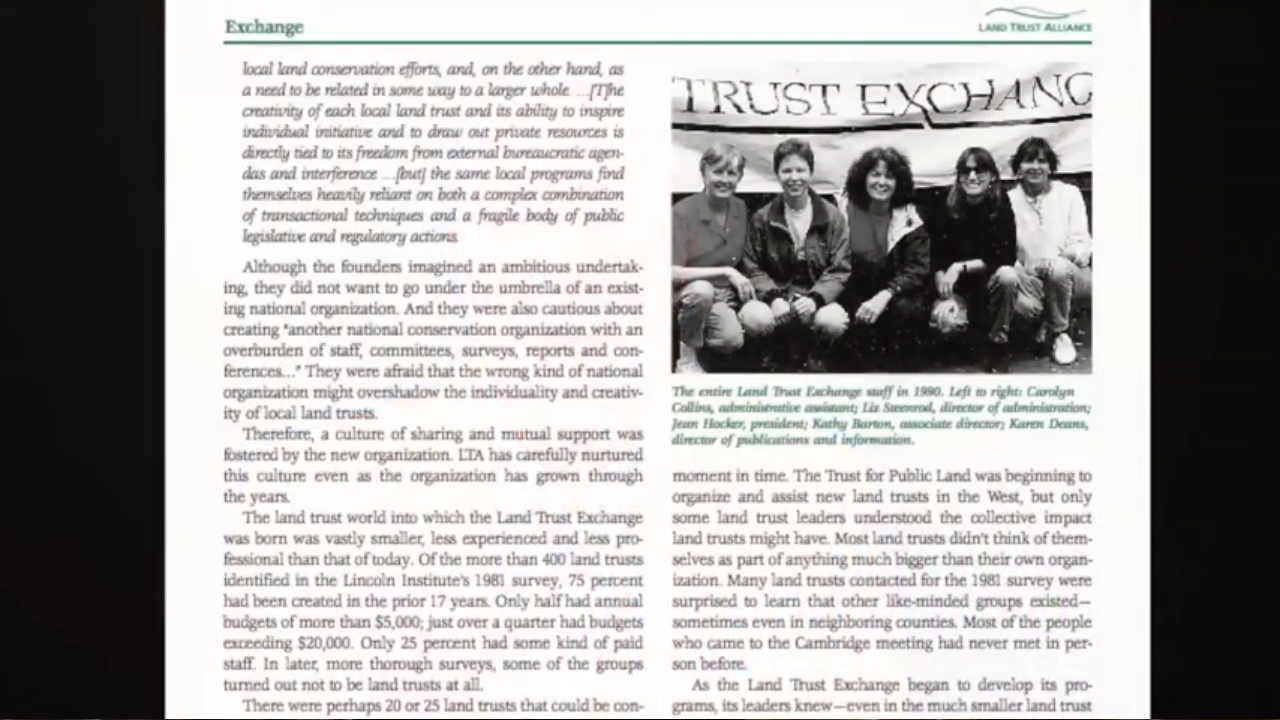 Exchange
LAND TRUST ALLIANCE
local land conservation efforts, and, on the other hand, as
a need to be related in some way to a larger whole. ...[T]he
creativity of each local land trust and its ability to inspire
individual initiative and to draw out private resources is
directly tied to its freedom from external bureaucratic agen-
das and interference ...[but] the same local programs find
themselves heavily reliant on both a complex combination
of transactional techniques and a fragile body of public
legislative and regulatory actions.
Although the founders imagined an ambitious undertak-
ing, they did not want to go under the umbrella of an exist-
ing national organization. And they were also cautious about
creating "another national conservation organization with an
overburden of staff, committees, surveys, reports and con-
ferences..." They were afraid that the wrong kind of national
organization might overshadow the individuality and creativ-
ity of local land trusts.
Therefore, a culture of sharing and mutual support was
fostered by the new organization. LTA has carefully nurtured
this culture even as the organization has grown through
the years.
The land trust world into which the Land Trust Exchange
was born was vastly smaller, less experienced and less pro-
fessional than that of today. Of the more than 400 land trusts
identified in the Lincoln Institute's 1981 survey, 75 percent
had been created in the prior 17 years. Only half had annual
budgets of more than $5,000; just over a quarter had budgets
exceeding $20,000. Only 25 percent had some kind of paid
staff. In later, more thorough surveys, some of the groups
turned out not to be land trusts at all.
There were perhaps 20 or 25 land trusts that could be con-
TRUST EXCHANG
The entire Land Trust Exchange staff in 1990. Left to right: Carolyn
Collins, administrative assistant; Liz Steenrod, director of administration;
Jean Hocker, president; Kathy Barton, associate director; Karen Deans,
director of publications and information.
moment in time. The Trust for Public Land was beginning to
organize and assist new land trusts in the West, but only
some land trust leaders understood the collective impact
land trusts might have. Most land trusts didn't think of them-
selves as part of anything much bigger than their own organ-
ization. Many land trusts contacted for the 1981 survey were
surprised to learn that other like-minded groups existed—
sometimes even in neighboring counties. Most of the people
who came to the Cambridge meeting had never met in per-
son before.
As the Land Trust Exchange began to develop its pro-
grams, its leaders knew—even in the much smaller land trust